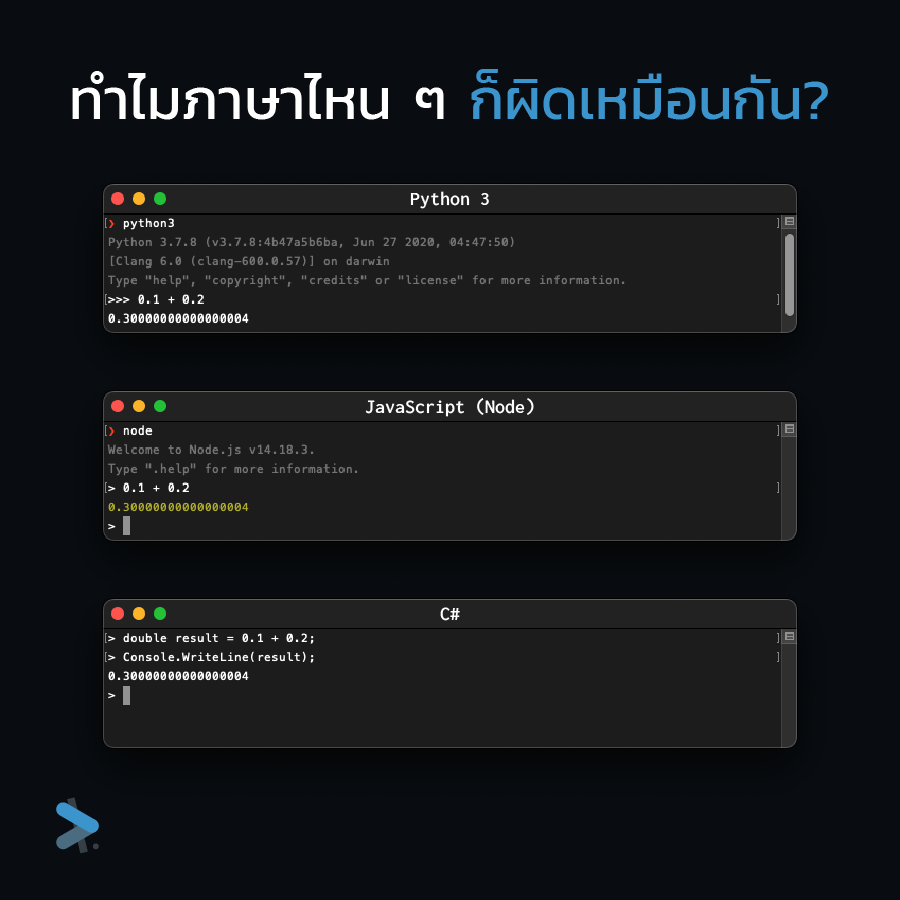 ทำไมภาษาไหน ๆ ก็ผิดเหมือนกัน?
Python 3
[❯ python3 ]
Python 3.7.8 (v3.7.8:4b47a5b6ba, Jun 27 2020, 04:47:50)
[Clang 6.0 (clang-600.0.57)] on darwin
Type "help", "copyright", "credits" or "license" for more information.
[>>> 0.1 + 0.2 ]
0.30000000000000004
JavaScript (Node)
[❯ node ]
Welcome to Node.js v14.18.3.
Type ".help" for more information.
[> 0.1 + 0.2 ]
0.30000000000000004
>
C#
[> double result = 0.1 + 0.2; ]
[> Console.WriteLine(result); ]
0.30000000000000004
>